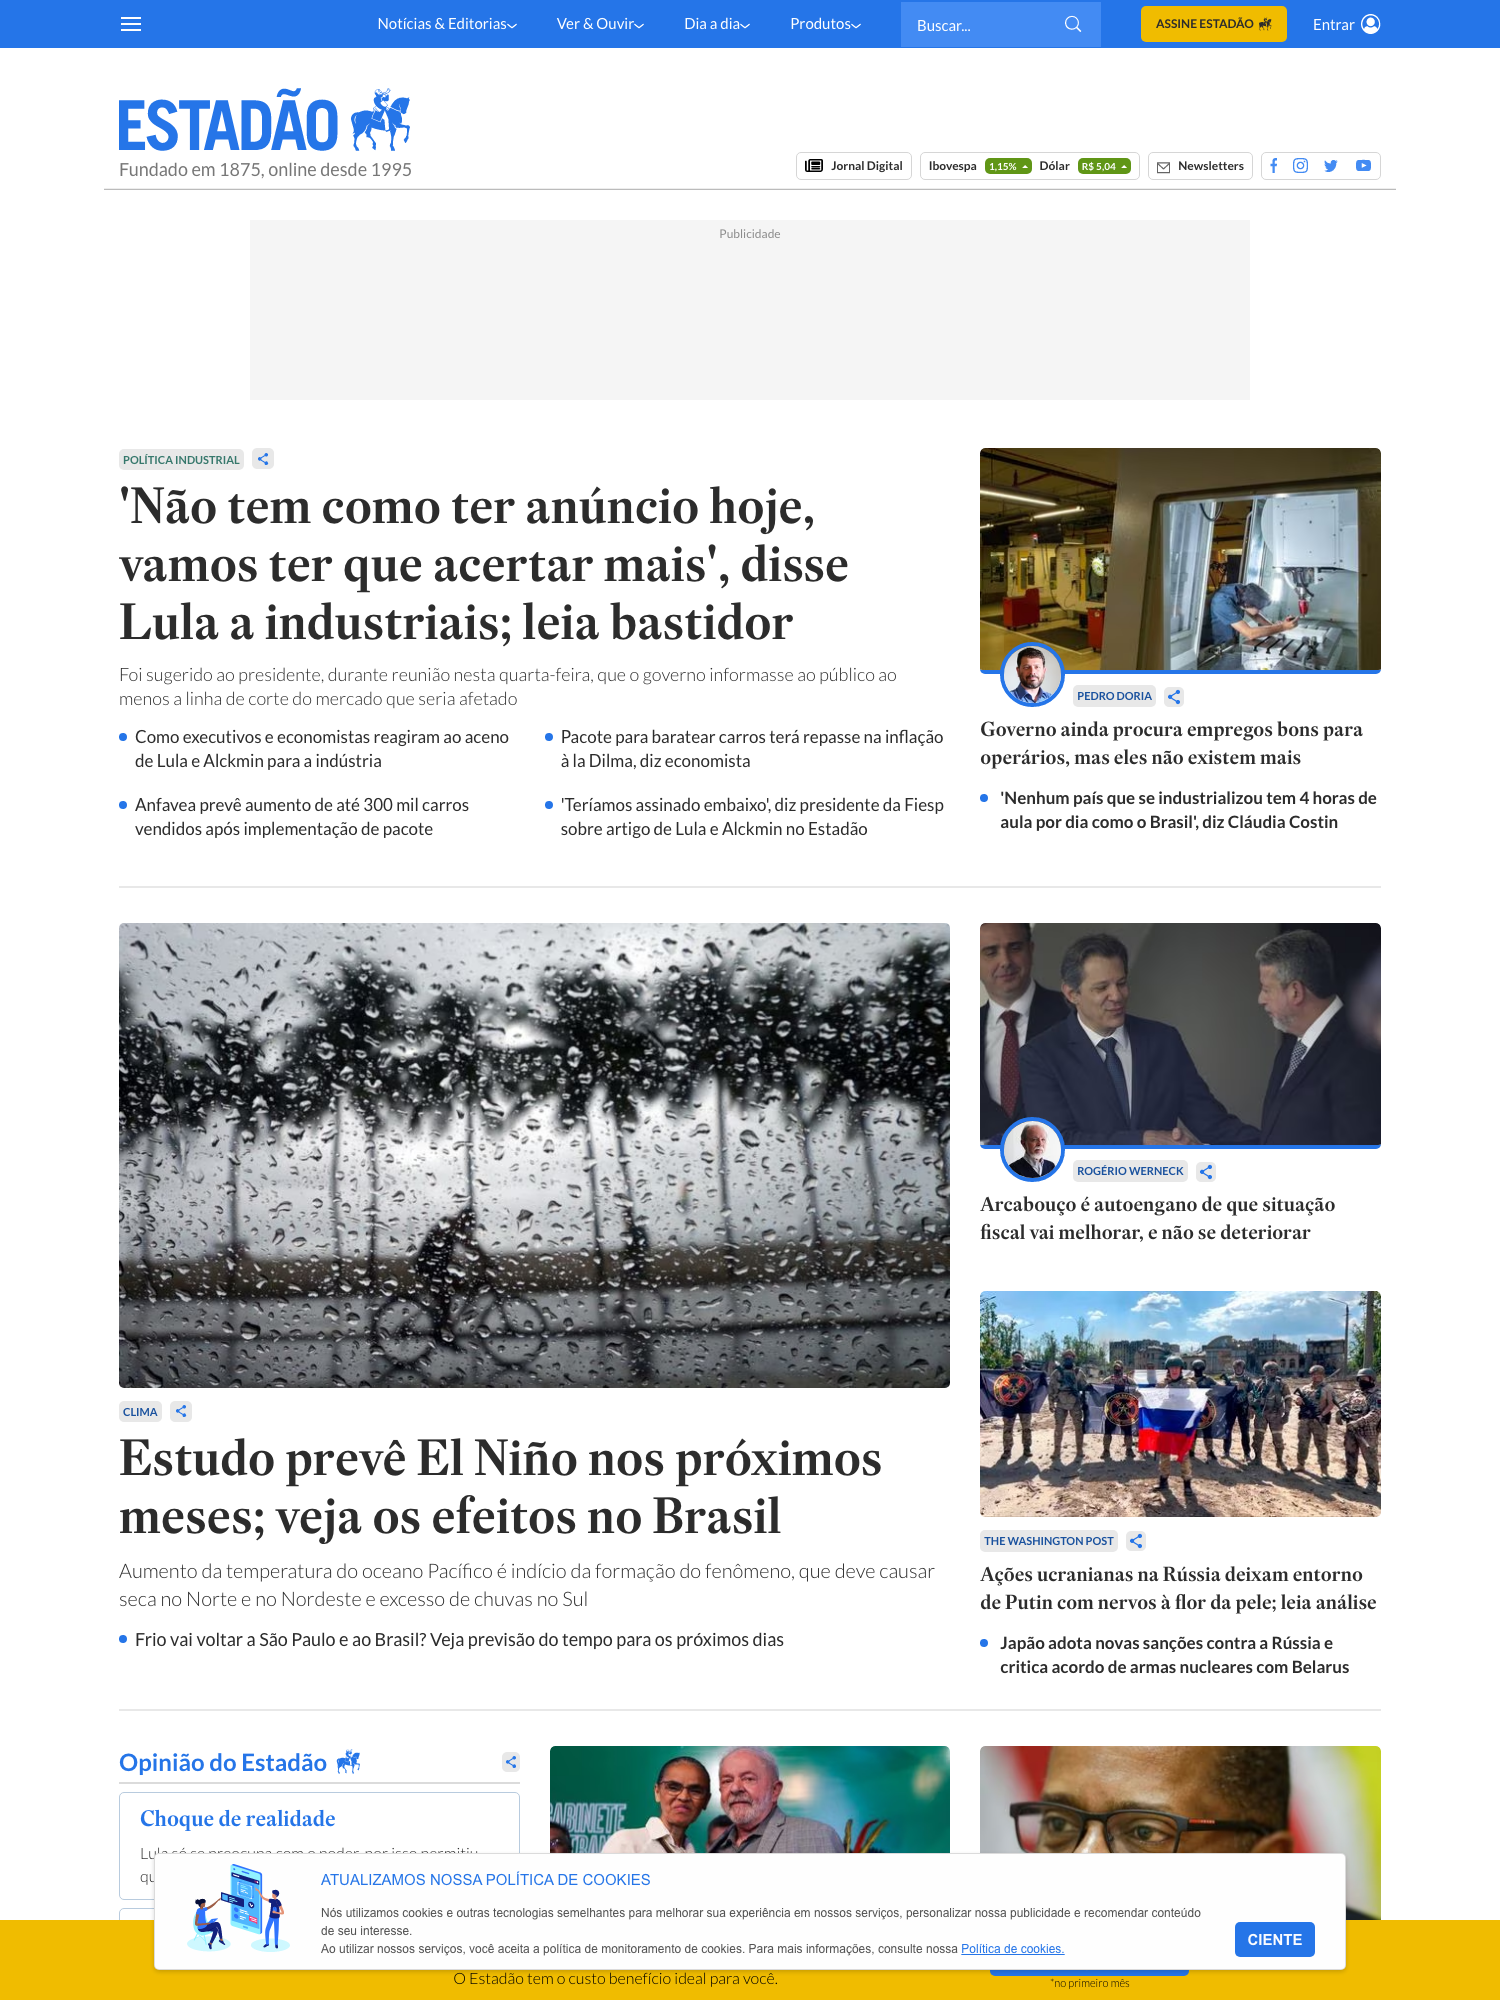 Notícias & Editorias
Ver & Ouvir
Dia a dia
Produtos
Buscar...
ASSINE ESTADÃO
Entrar
ESTADÃO
Fundado em 1875, online desde 1995
Jornal Digital
Ibovespa 1,15% Dólar R$ 5,04
Newsletters
Publicidade
POLÍTICA INDUSTRIAL
'Não tem como ter anúncio hoje,
vamos ter que acertar mais', disse
Lula a industriais; leia bastidor
Foi sugerido ao presidente, durante reunião nesta quarta-feira, que o governo informasse ao público ao
menos a linha de corte do mercado que seria afetado
Como executivos e economistas reagiram ao aceno
de Lula e Alckmin para a indústria
Pacote para baratear carros terá repasse na inflação
à la Dilma, diz economista
Anfavea prevê aumento de até 300 mil carros
vendidos após implementação de pacote
'Teríamos assinado embaixo', diz presidente da Fiesp
sobre artigo de Lula e Alckmin no Estadão
PEDRO DORIA
Governo ainda procura empregos bons para
operários, mas eles não existem mais
'Nenhum país que se industrializou tem 4 horas de
aula por dia como o Brasil', diz Cláudia Costin
CLIMA
Estudo prevê El Niño nos próximos
meses; veja os efeitos no Brasil
Aumento da temperatura do oceano Pacífico é indício da formação do fenômeno, que deve causar
seca no Norte e no Nordeste e excesso de chuvas no Sul
Frio vai voltar a São Paulo e ao Brasil? Veja previsão do tempo para os próximos dias
ROGÉRIO WERNECK
Arcabouço é autoengano de que situação
fiscal vai melhorar, e não se deteriorar
THE WASHINGTON POST
Ações ucranianas na Rússia deixam entorno
de Putin com nervos à flor da pele; leia análise
Japão adota novas sanções contra a Rússia e
critica acordo de armas nucleares com Belarus
Opinião do Estadão
Choque de realidade
Lula só se preocupa com o poder, por isso permitiu
GABINETE
ATUALIZAMOS NOSSA POLÍTICA DE COOKIES
Nós utilizamos cookies e outras tecnologias semelhantes para melhorar sua experiência em nossos serviços, personalizar nossa publicidade e recomendar conteúdo
de seu interesse.
Ao utilizar nossos serviços, você aceita a política de monitoramento de cookies. Para mais informações, consulte nossa Política de cookies.
CIENTE
O Estadão tem o custo benefício ideal para você.
*no primeiro mês